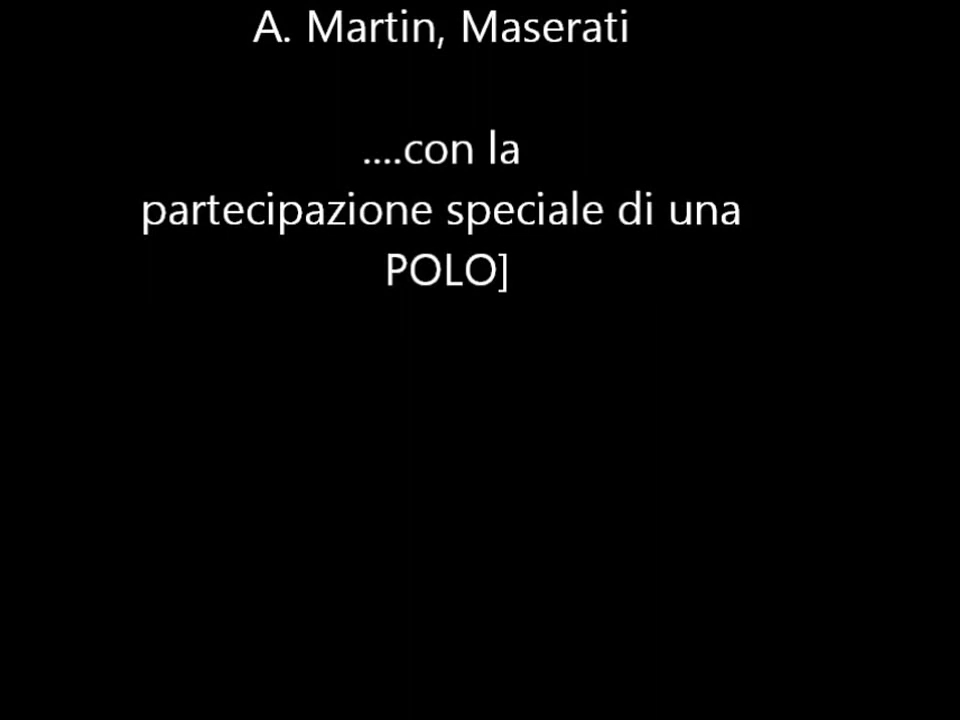 A. Martin, Maserati
....con la
partecipazione speciale di una
POLO]